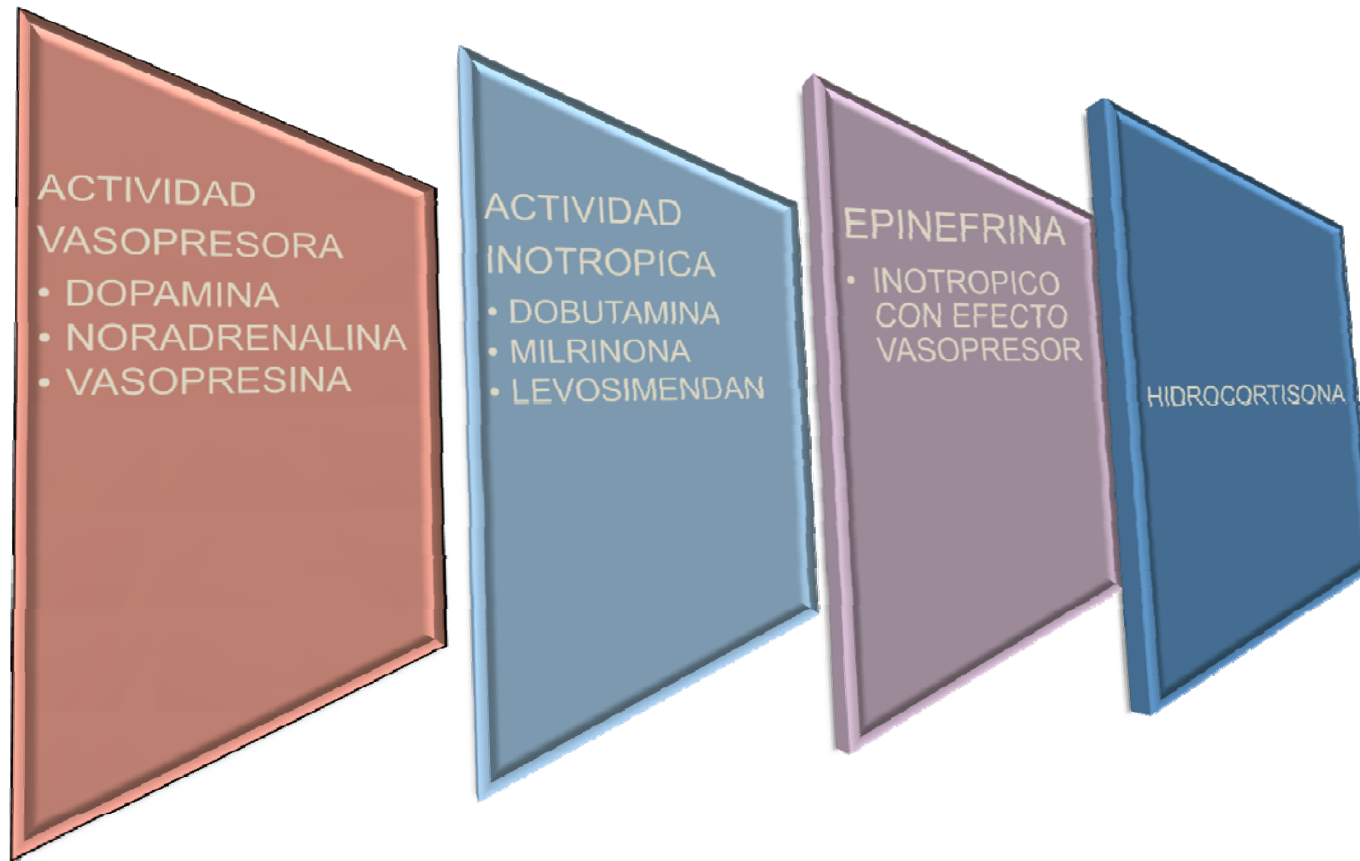 ACTIVIDAD
VASOPRESORA
• DOPAMINA
• NORADRENALINA
• VASOPRESINA
ACTIVIDAD
INOTROPICA
• DOBUTAMINA
• MILRINONA
• LEVOSIMENDAN
EPINEFRINA
• INOTROPICO
CON EFECTO
VASOPRESOR
HIDROCORTISONA